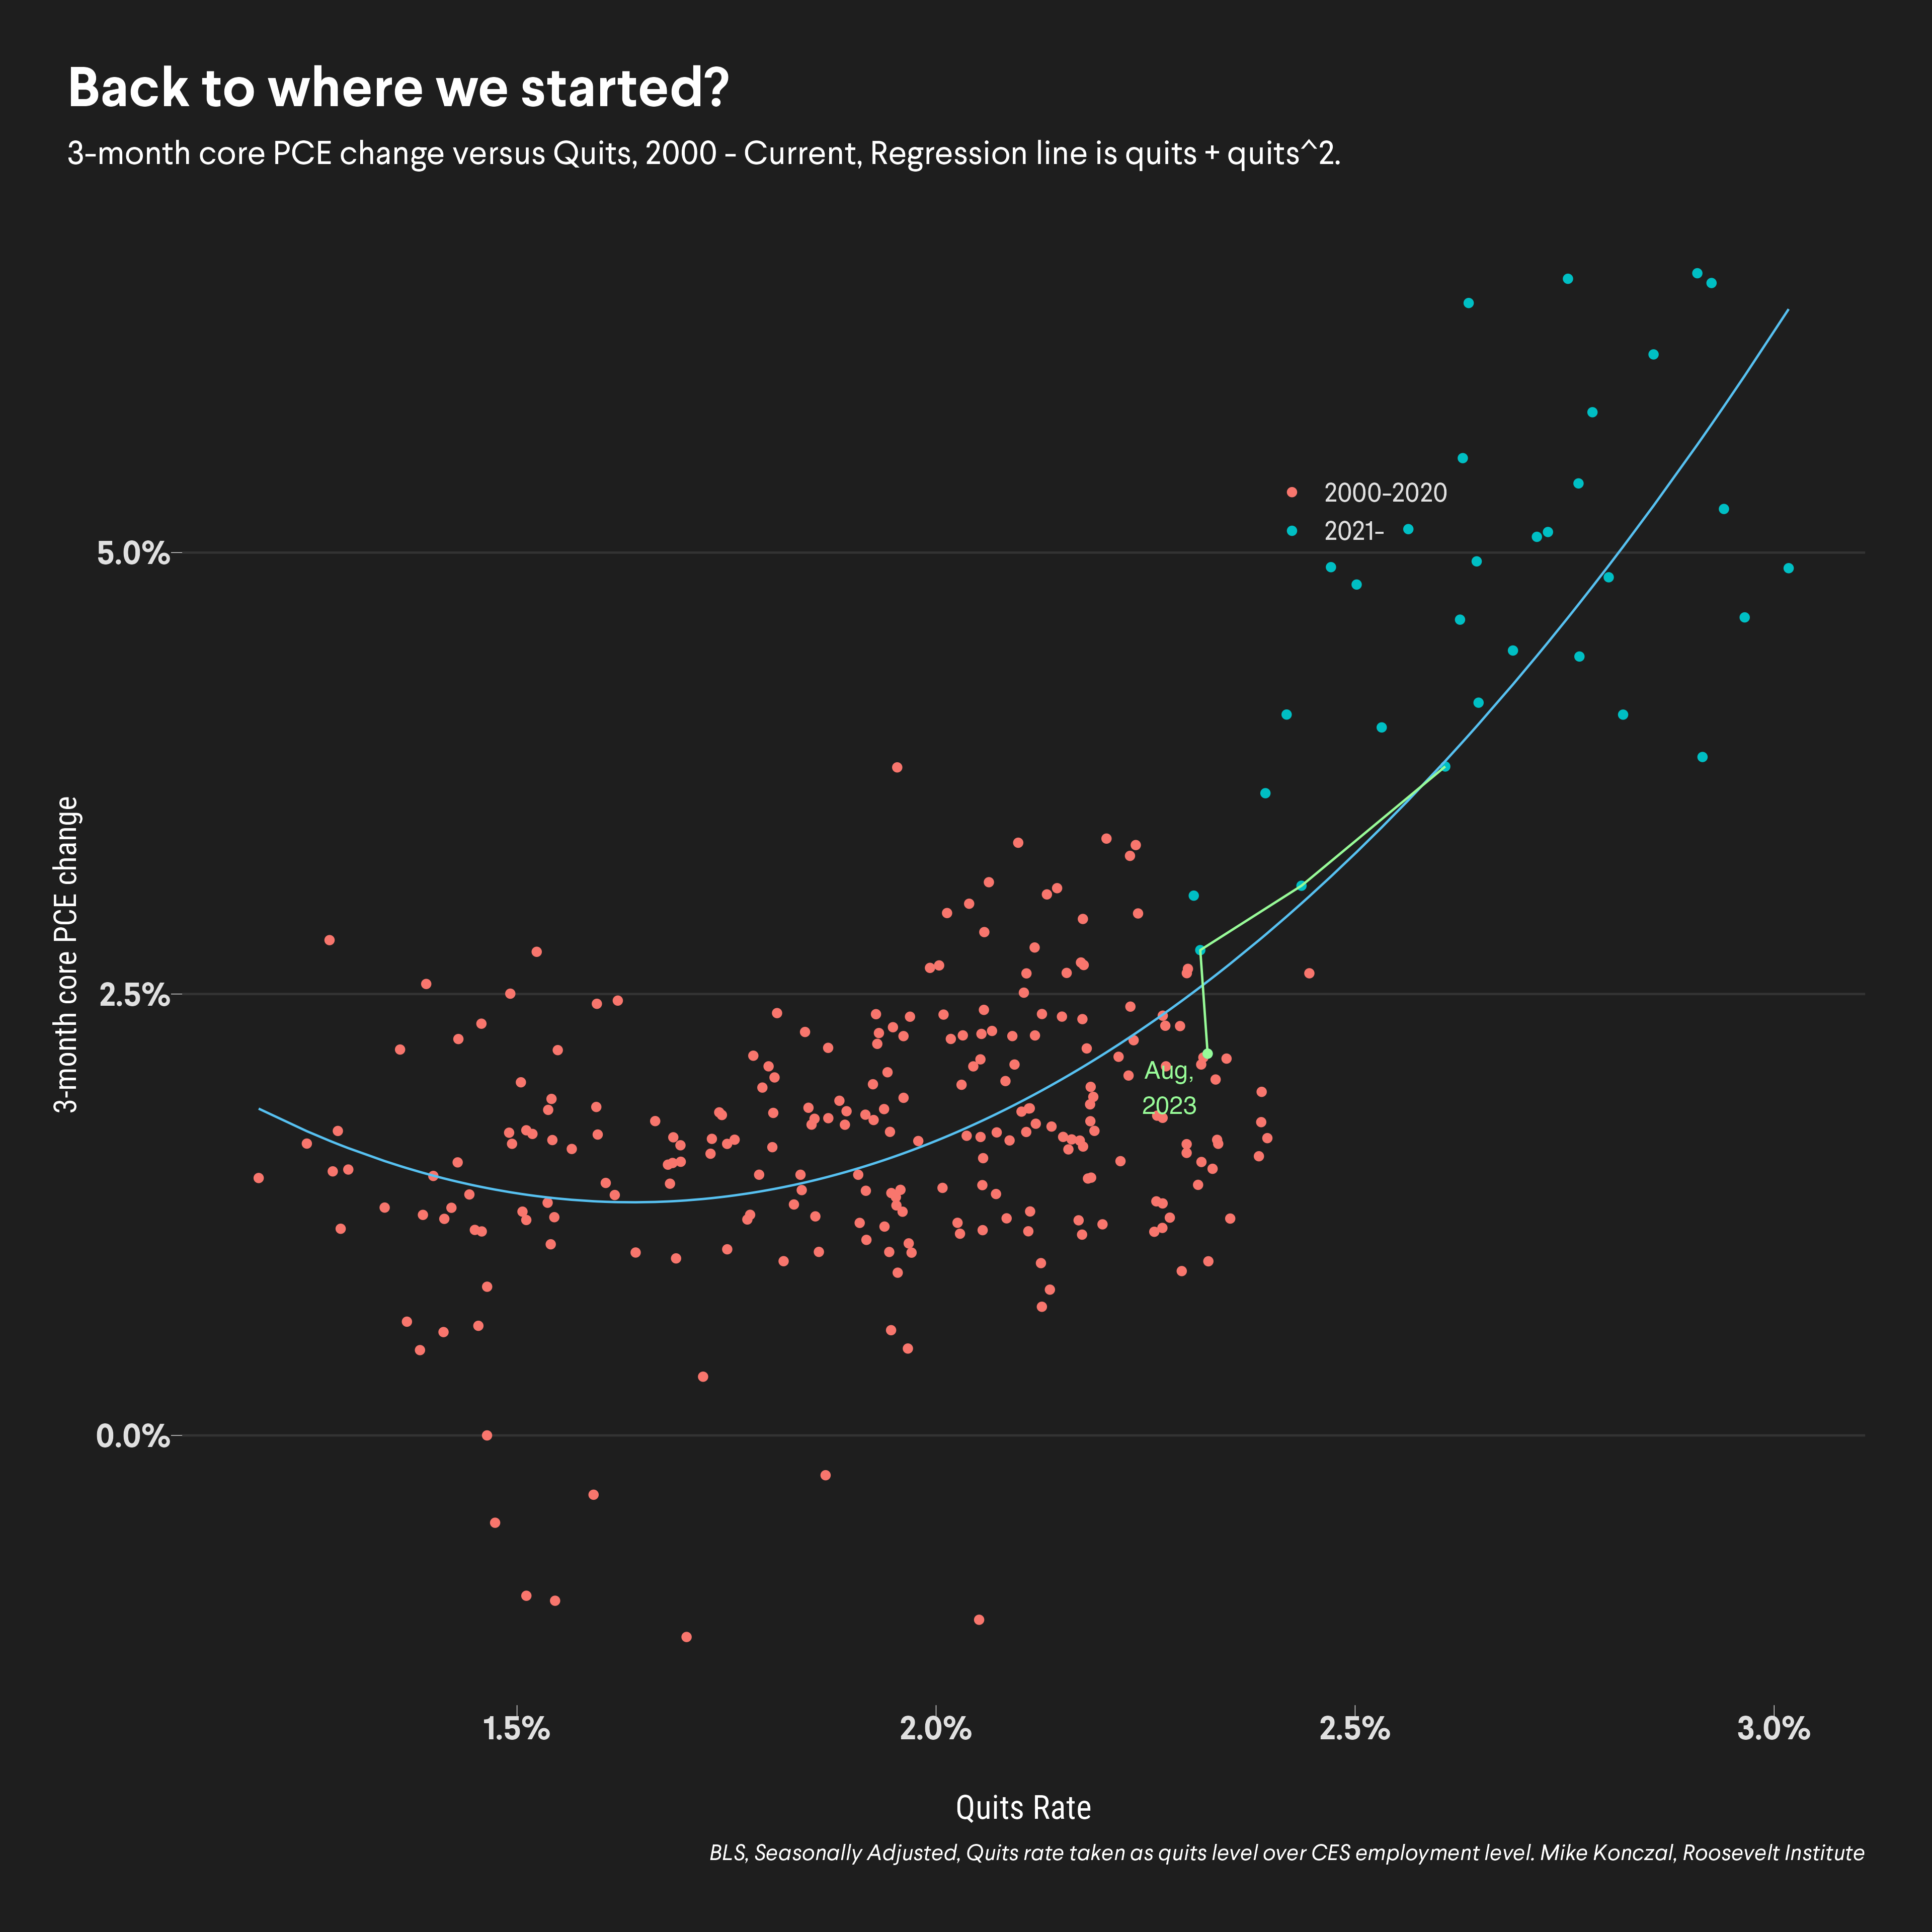 Back to where we started?
3-month core PCE change versus Quits, 2000 - Current, Regression line is quits + quits^2.
2000-2020
2021-
5.0%
3-month core PCE change
2.5%
Aug,
2023
0.0%
1.5%
2.0%
2.5%
3.0%
Quits Rate
BLS, Seasonally Adjusted, Quits rate taken as quits level over CES employment level. Mike Konczal, Roosevelt Institute